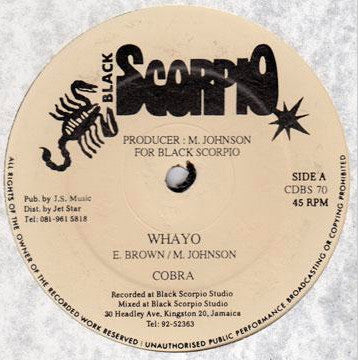 BLACK
SCORPIO
PRODUCER : M. JOHNSON
FOR BLACK SCORPIO
SIDE A
CDBS 70
45 RPM
Pub. by J.S. Music
Dist. by Jet Star
Tel: 081-961 5818
WHAYO
E. BROWN / M. JOHNSON
COBRA
Recorded at Black Scorpio Studio
Mixed at Black Scorpio Studio
30 Headley Ave, Kingston 20, Jamaica
Tel: 92-52363
ALL RIGHTS OF THE OWNER OF THE RECORDED WORK RESERVED / UNAUTHORISED PUBLIC PERFORMANCE BROADCASTING OR COPYING PROHIBITED